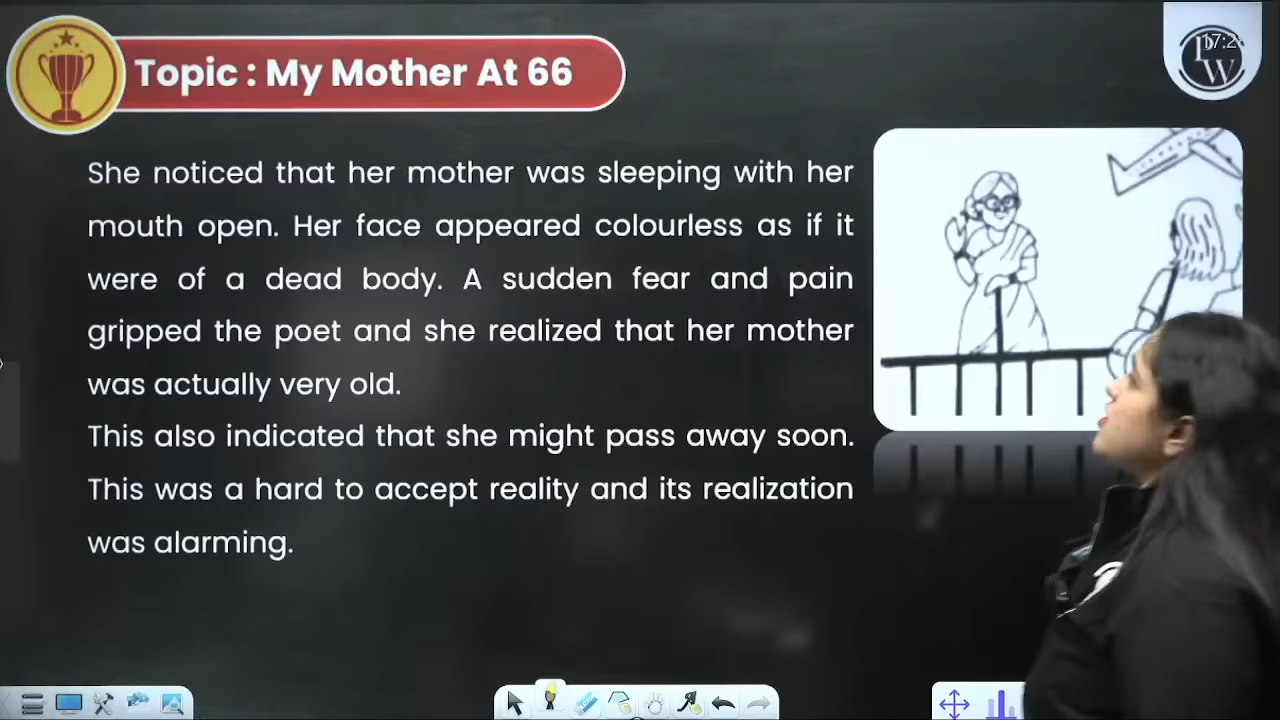 Topic : My Mother At 66
17:2
W
She noticed that her mother was sleeping with her
mouth open. Her face appeared colourless as if it
were of a dead body. A sudden fear and pain
gripped the poet and she realized that her mother
was actually very old.
This also indicated that she might pass away soon.
This was a hard to accept reality and its realization
was alarming.